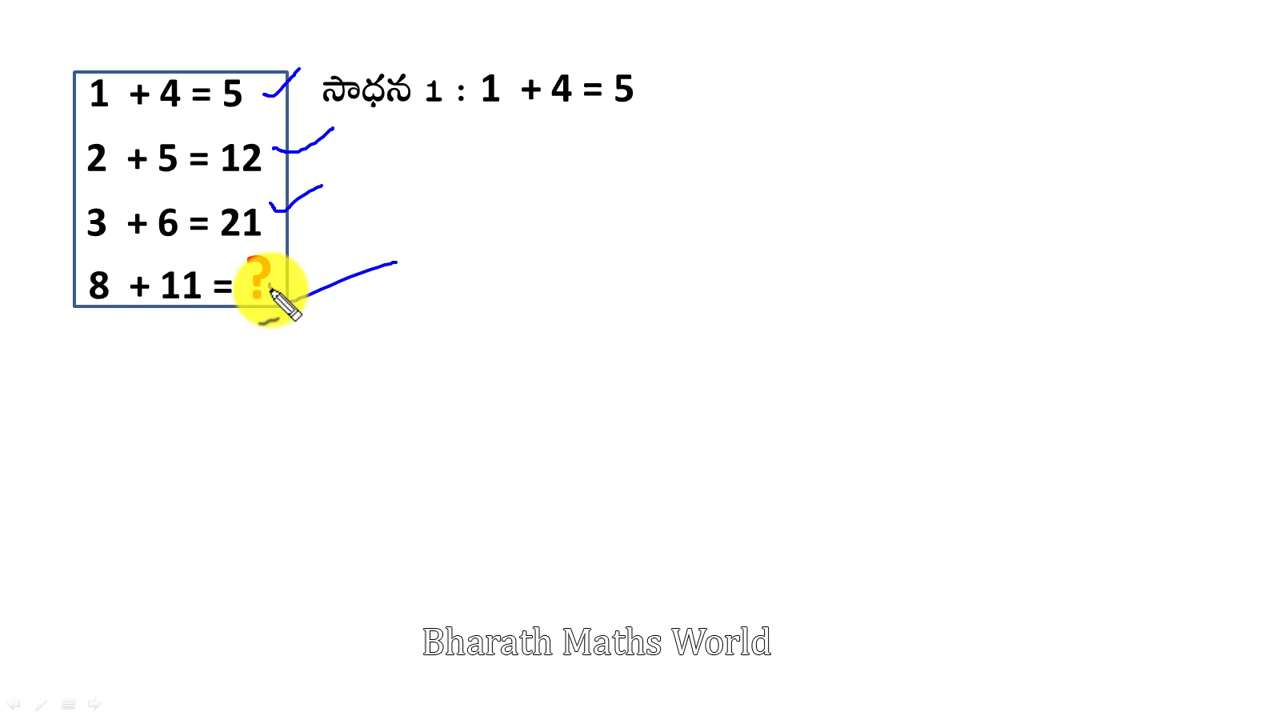 1 + 4 = 5
2 + 5 = 12
3 + 6 = 21
8 + 11 = ?
సాధన 1 : 1 + 4 = 5
Bharath Maths World